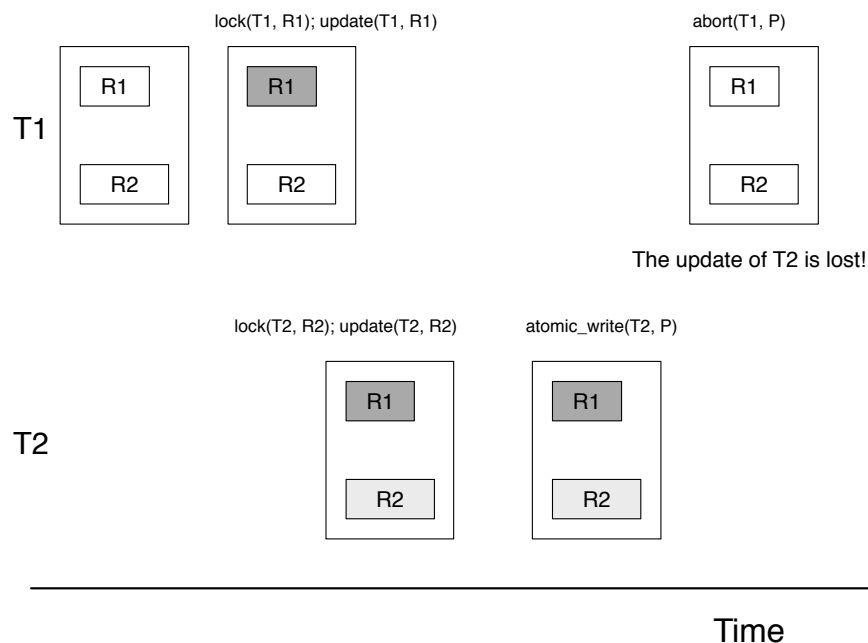 lock(T1, R1); update(T1, R1)
abort(T1, P)
T1
R1
R1
R1
R2
R2
R2
The update of T2 is lost!
lock(T2, R2); update(T2, R2)
atomic_write(T2, P)
T2
R1
R1
R2
R2
Time